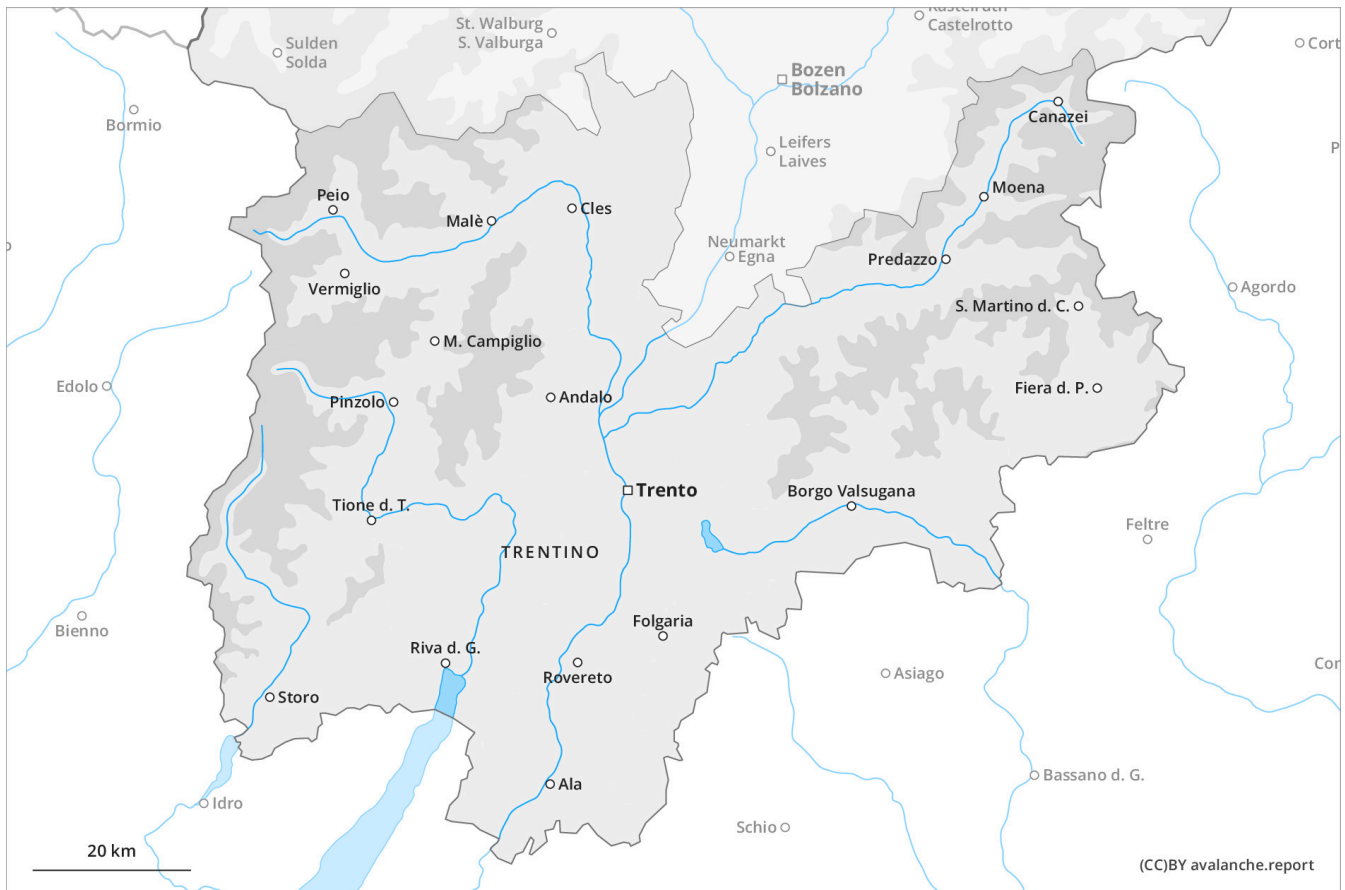 St. Walburg
S. Valburga
Castelrotto
Sulden
Solda
Cort
Bozen
Bolzano
Bormio
Canazei
Leifers
Laives
P
Moena
Peio
Malè
Cles
Neumarkt
Egna
Predazzo
Vermiglio
Agordo
S. Martino d. C.
M. Campiglio
Edolo
Fiera d. P.
Pinzolo
Andalo
Trento
Borgo Valsugana
Tione d. T.
Feltre
TRENTINO
Bienno
Folgaria
Riva d. G.
Rovereto
Asiago
Cor
Storo
Bassano d. G.
Ala
Idro
Schio
20 km
(CC)BY avalanche.report